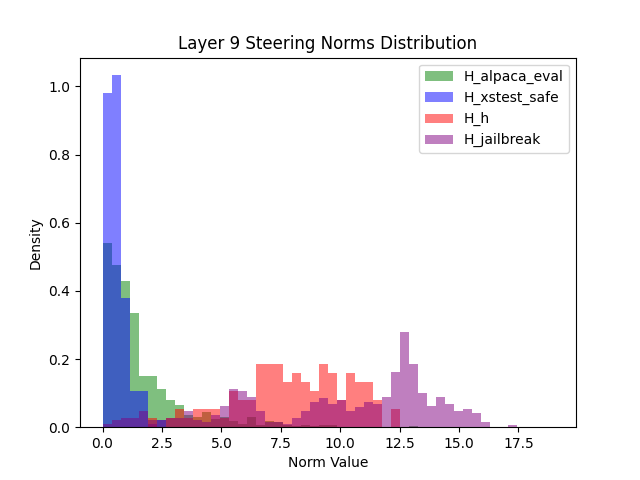 Layer 9 Steering Norms Distribution
H_alpaca_eval
H_xstest_safe
H_h
H_jailbreak
1.0
0.8
0.6
0.4
0.2
0.0
Density
0.0 2.5 5.0 7.5 10.0 12.5 15.0 17.5
Norm Value